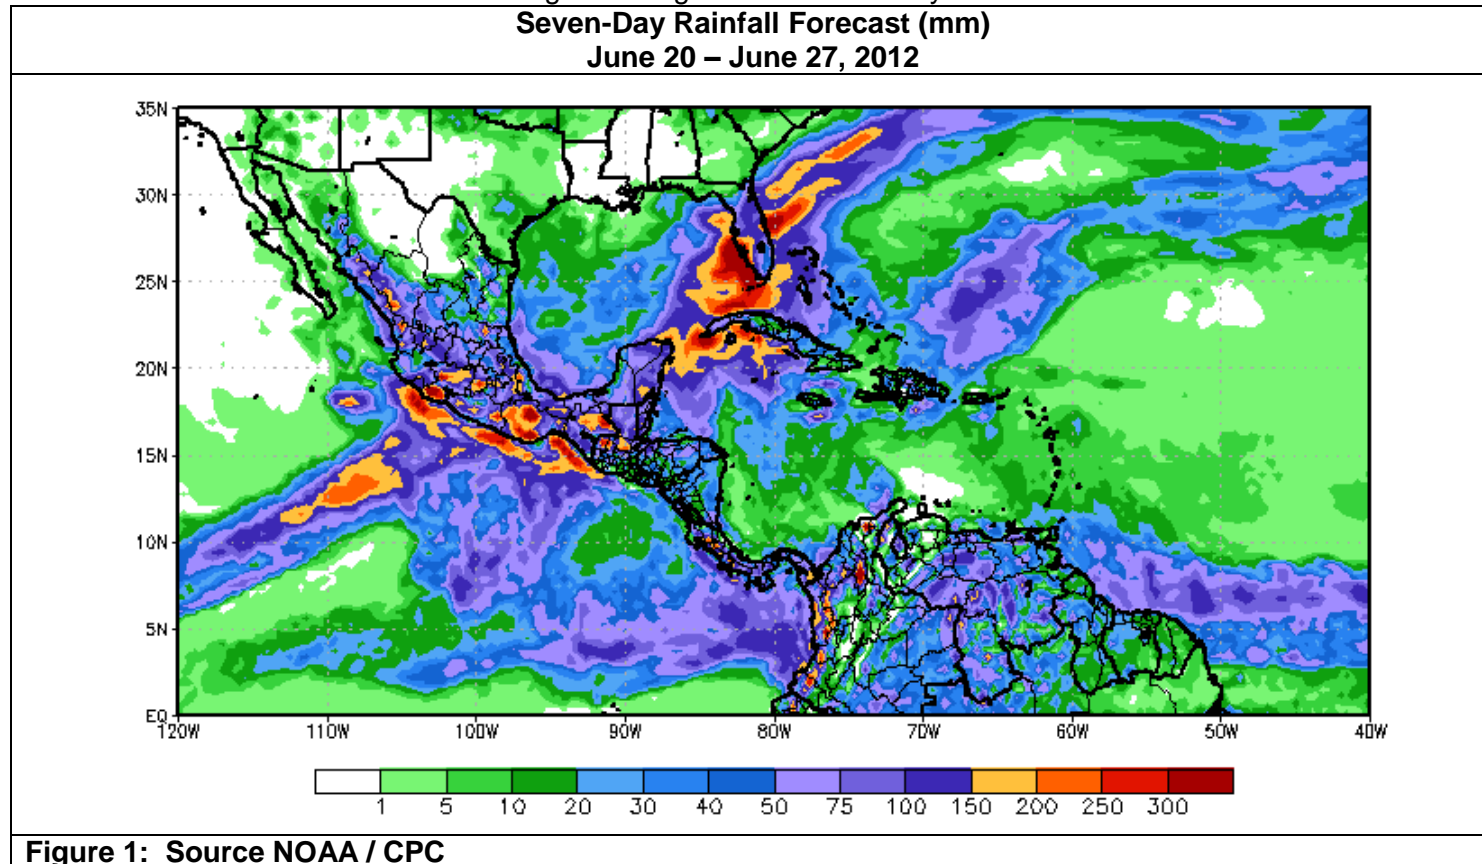 Seven-Day Rainfall Forecast (mm)
June 20 – June 27, 2012
35N
30N
25N
20N
15N
10N
5N
EQ
120W 110W 100W 90W 80W 70W 60W 50W 40W
1 5 10 20 30 40 50 75 100 150 200 250 300
Figure 1: Source NOAA / CPC